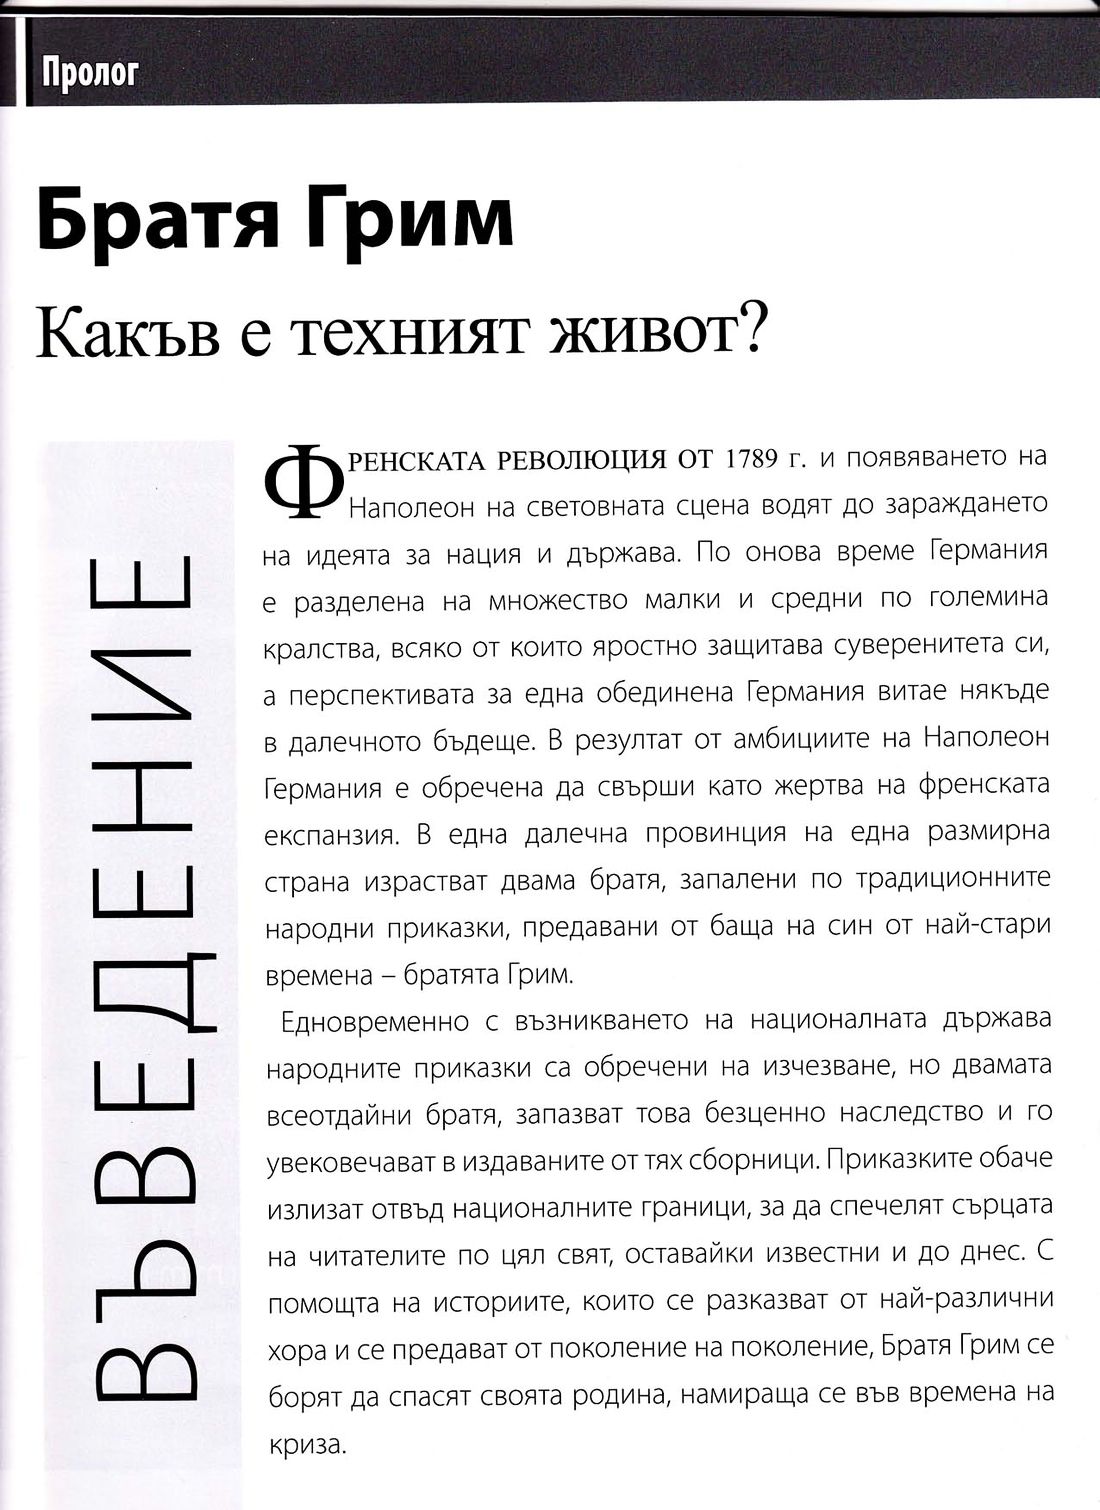 Пролог
Братя Грим
Какъв е техният живот?
ВЪВЕДЕНИЕ
ФРЕНСКАТА РЕВОЛЮЦИЯ ОТ 1789 г. и появяването на
Наполеон на световната сцена водят до зараждането
на идеята за нация и държава. По онова време Германия
е разделена на множество малки и средни по големина
кралства, всяко от които яростно защитава суверенитета си,
а перспективата за една обединена Германия витае някъде
в далечното бъдеще. В резултат от амбициите на Наполеон
Германия е обречена да свърши като жертва на френската
експанзия. В една далечна провинция на една размирна
страна израстват двама братя, запалени по традиционните
народни приказки, предавани от баща на син от най-стари
времена – братята Грим.
Едновременно с възникването на националната държава
народните приказки са обречени на изчезване, но двамата
всеотдайни братя, запазват това безценно наследство и го
увековечават в издаваните от тях сборници. Приказките обаче
излизат отвъд националните граници, за да спечелят сърцата
на читателите по цял свят, оставайки известни и до днес. С
помощта на историите, които се разказват от най-различни
хора и се предават от поколение на поколение, Братя Грим се
борят да спасят своята родина, намираща се във времена на
криза.